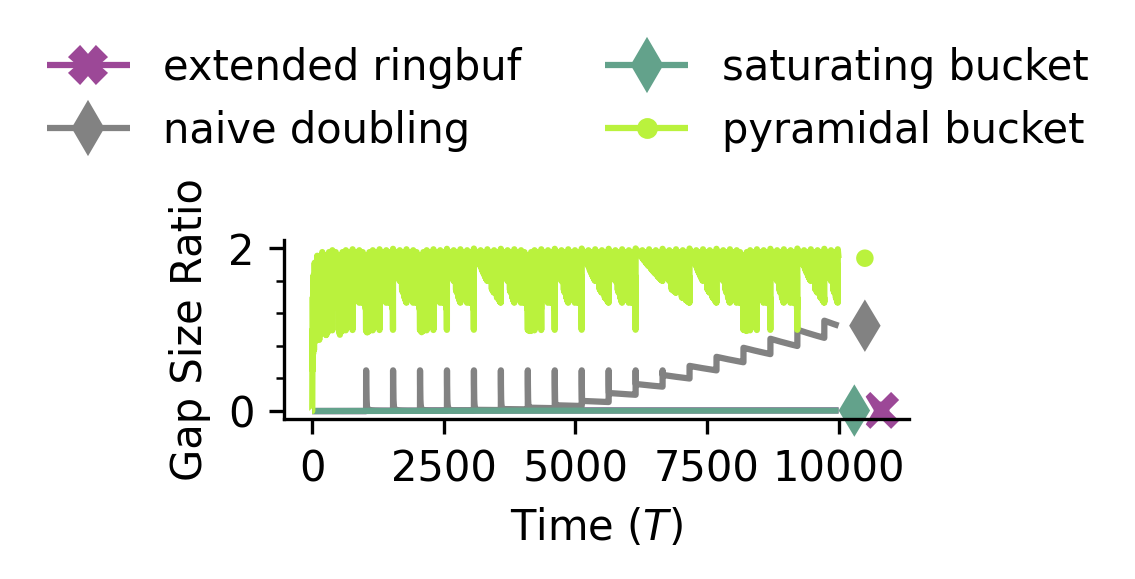 extended ringbuf
naive doubling
saturating bucket
pyramidal bucket
Gap Size Ratio
2
0
0 2500 5000 7500 10000
Time (T)